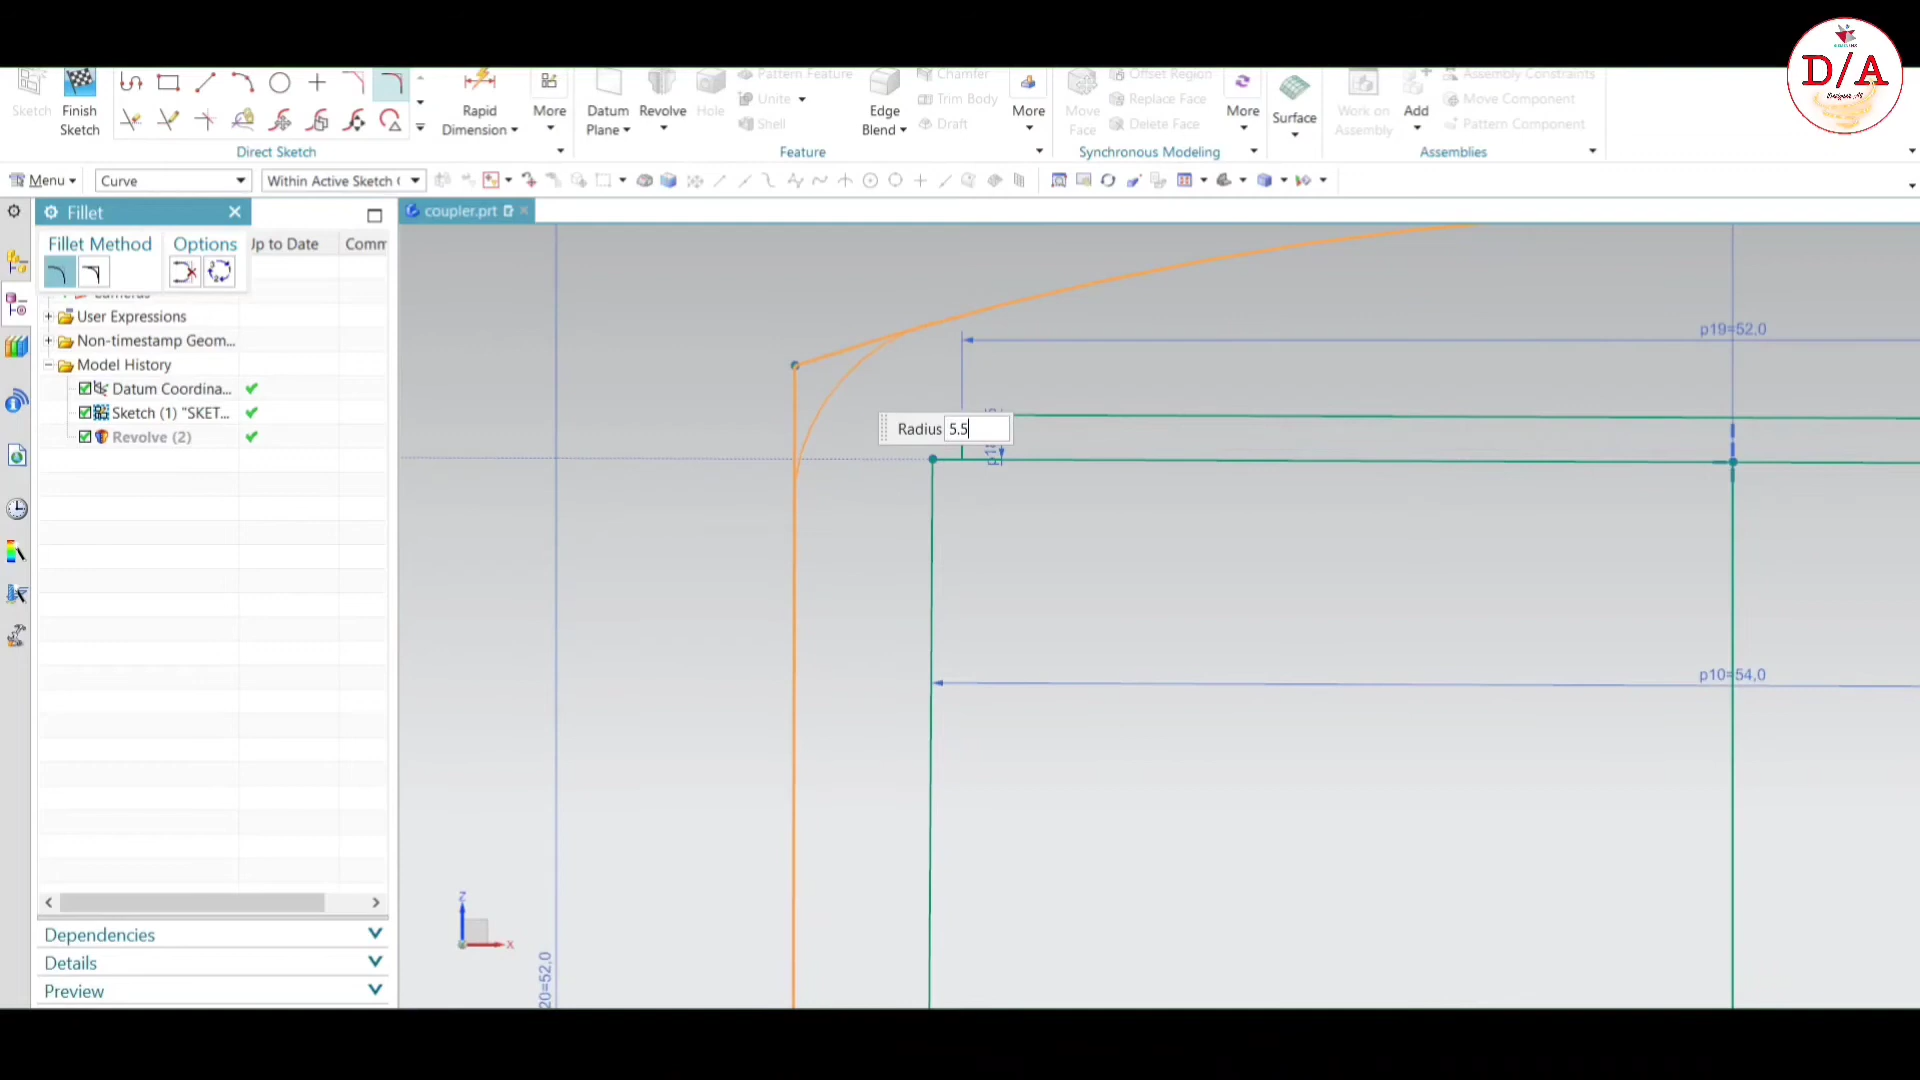 D/A
Sketch
Finish
Sketch
Rapid
Dimension
More
Direct Sketch
Datum
Plane
Revolve
Hole
Pattern Feature
Unite
Shell
Edge
Blend
Chamfer
Trim Body
Draft
More
Feature
Move
Face
Offset Region
Replace Face
Delete Face
More
Synchronous Modeling
Surface
Work on
Assembly
Add
Assembly Constraints
Move Component
Pattern Component
Assemblies
Menu
Curve
Within Active Sketch (
Fillet
coupler.prt
Fillet Method
Options
Jp to Date
Comm
User Expressions
Non-timestamp Geom...
Model History
Datum Coordina...
Sketch (1) "SKET...
Revolve (2)
Dependencies
Details
Preview
p19=52,0
Radius 5.5
p10=54,0
20=52,0
Z
X